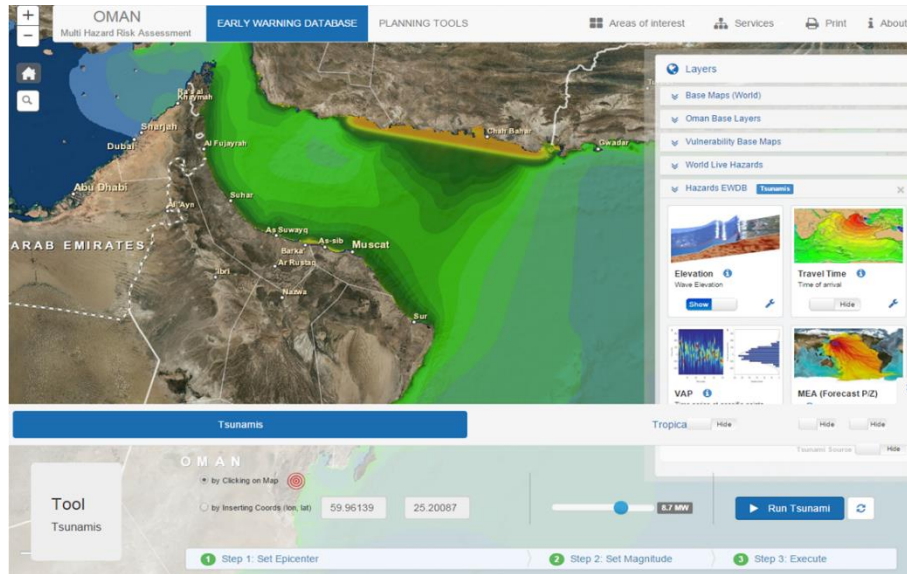 +
−
OMAN
Multi Hazard Risk Assessment
EARLY WARNING DATABASE
PLANNING TOOLS
Areas of interest
Services
Print
About
Layers
Base Maps (World)
Oman Base Layers
Vulnerability Base Maps
World Live Hazards
Hazards EWDB Tsunamis
Elevation
Wave Elevation
Show
Travel Time
Time of arrival
Hide
VAP
MEA (Forecast P/Z)
Ra's al
Khaymah
Sharjah
Dubai
Al Fujayrah
Abu Dhabi
Al 'Ayn
Suhar
ARAB EMIRATES
As Suwayq
As-sib
Muscat
Barka'
Ar Rustaq
Ibri
Nazwa
Sur
Chah Bahar
Gwadar
Tsunamis
Tropica
Hide
Hide
Hide
Tsunami Source Hide
OMAN
Tool
Tsunamis
by Clicking on Map
by Inserting Coords (lon, lat) 59.96139 25.20087
8.7 MW
Run Tsunami
1 Step 1: Set Epicenter
2 Step 2: Set Magnitude
3 Step 3: Execute